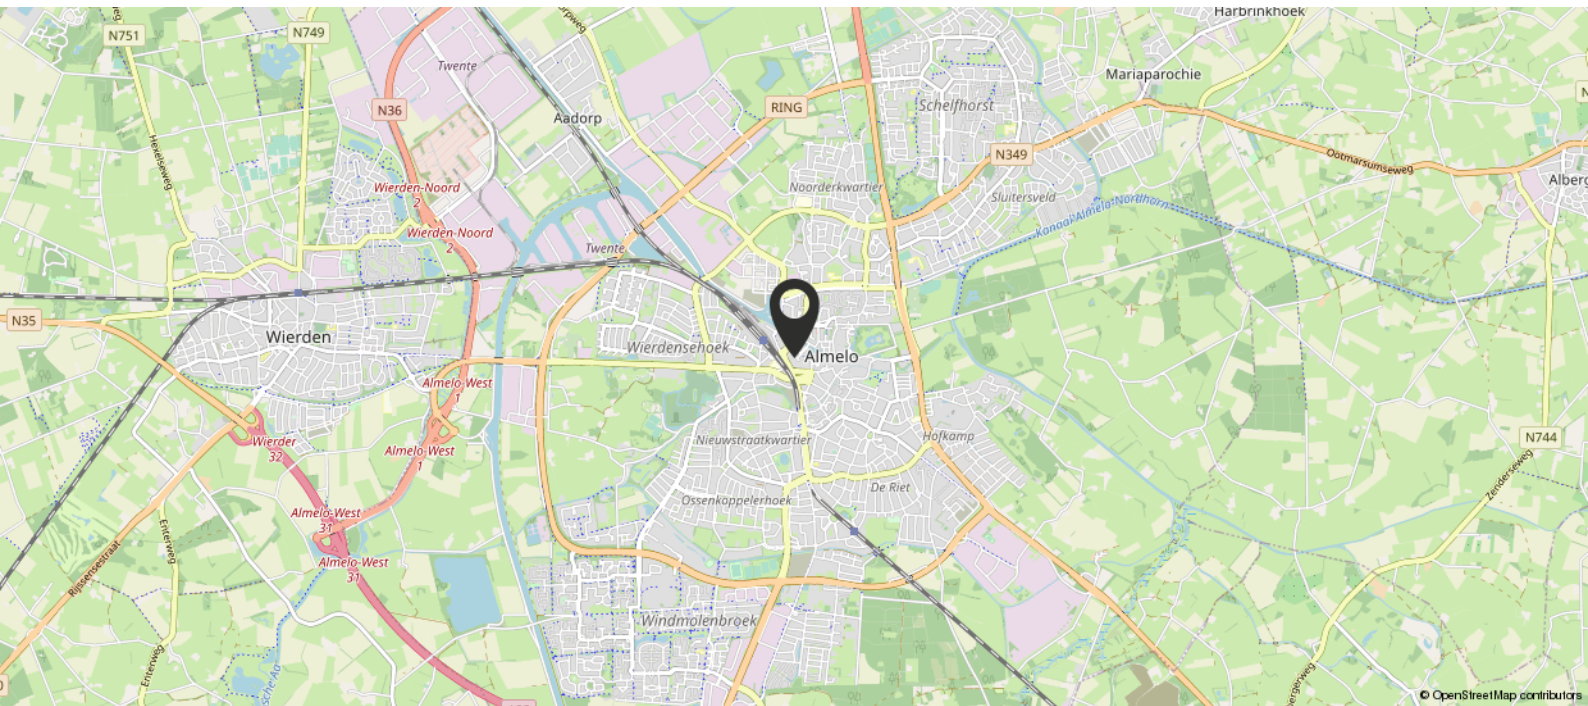 Harbrinkhoek
N751
N749
Twente
Mariaparochie
N36
RING
Schelfhorst
Aadorp
Hexelseweg
N349
Ootmarsumseweg
Wierden-Noord
2
Noorderkwartier
Sluitersveld
Kanaal Almelo-Nordhorn
Wierden-Noord
2
Twente
N35
Wierden
Wierdensehoek
Almelo
Almelo-West
1
Wierden
32
Almelo-West
1
Nieuwstraatkwartier
Hofkamp
N744
De Riet
Zenderseweg
Ossenkoppelerhoek
Almelo-West
31
Enterweg
Rijssensestraat
Almelo-West
31
Windmolenbroek
Enterweg
© OpenStreetMap contributors